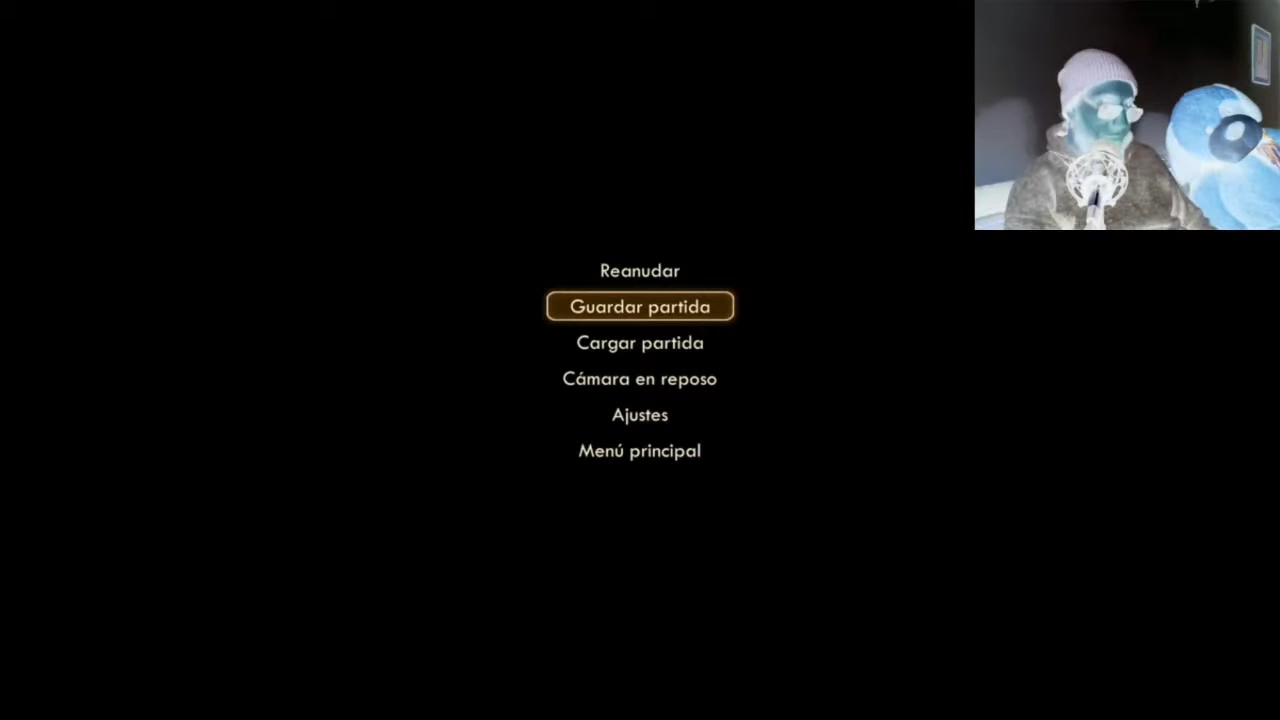 Reanudar
Guardar partida
Cargar partida
Cámara en reposo
Ajustes
Menú principal